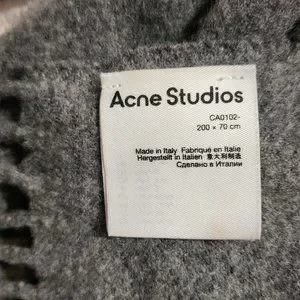 Acne Studios
CA0102-
200 × 70 cm
Made in Italy Fabriqué en Italie
Hergestellt in Italien 意大利制造
Сделано в Италии